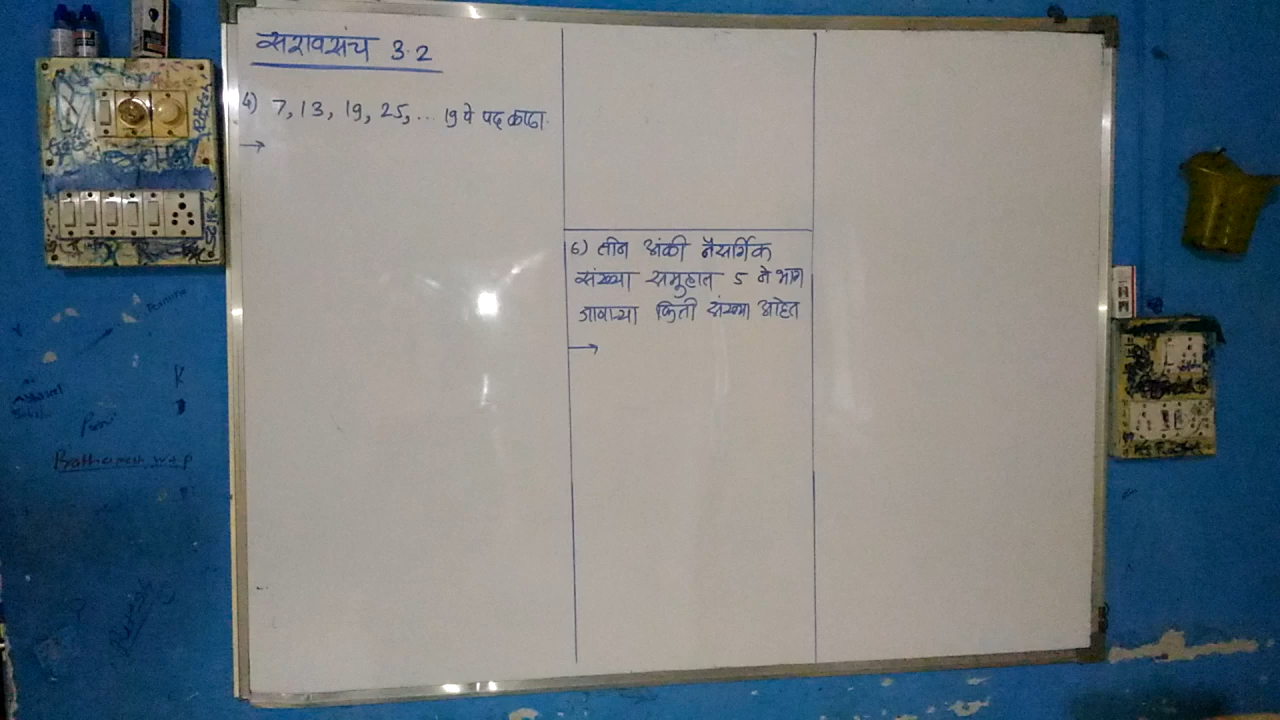 सरावसंच 3.2
4) 7, 13, 19, 25, ... 19 वे पद काढा.
→
6) तीन अंकी नैसर्गिक
संख्या समुहात 5 ने भाग
जाणाऱ्या किती संख्या आहेत
→